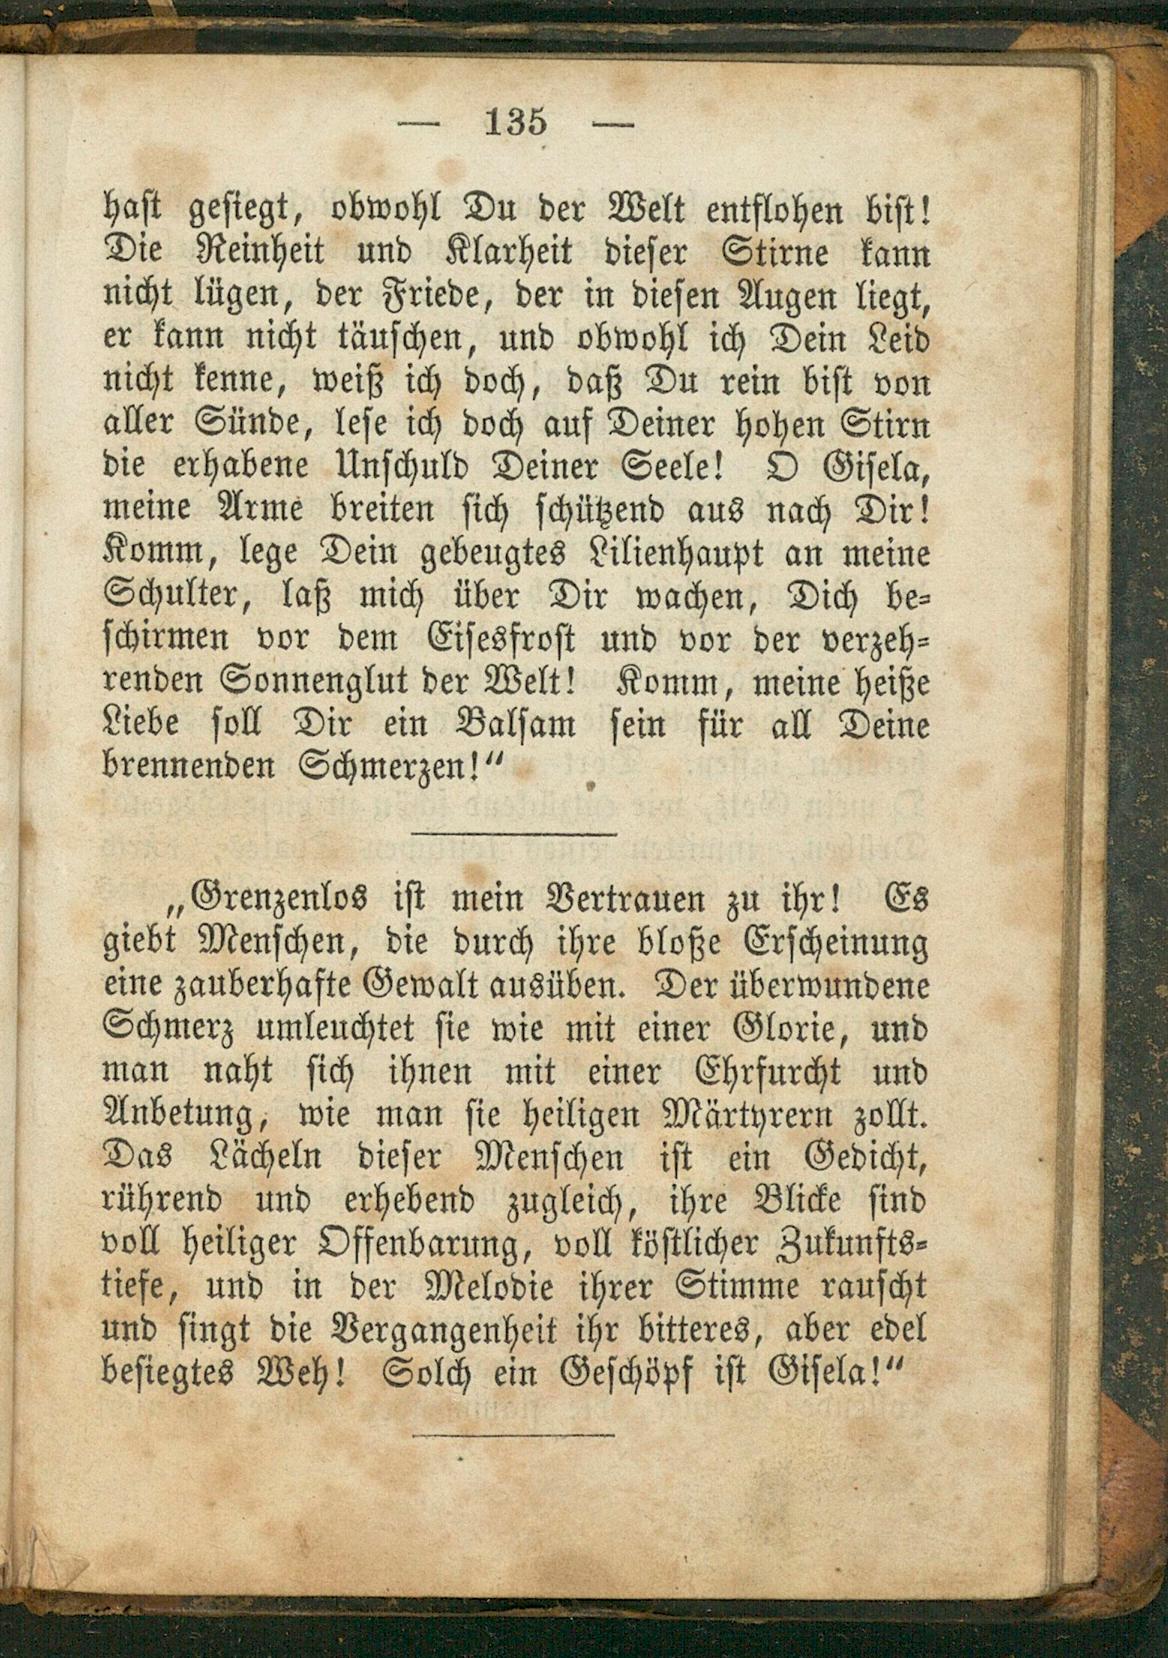 — 135 —
hast gesiegt, obwohl Du der Welt entflohen bist!
Die Reinheit und Klarheit dieser Stirne kann
nicht lügen, der Friede, der in diesen Augen liegt,
er kann nicht täuschen, und obwohl ich Dein Leid
nicht kenne, weiß ich doch, daß Du rein bist von
aller Sünde, lese ich doch auf Deiner hohen Stirn
die erhabene Unschuld Deiner Seele! O Gisela,
meine Arme breiten sich schützend aus nach Dir!
Komm, lege Dein gebeugtes Lilienhaupt an meine
Schulter, laß mich über Dir wachen, Dich be-
schirmen vor dem Eisesfrost und vor der verzeh-
renden Sonnenglut der Welt! Komm, meine heiße
Liebe soll Dir ein Balsam sein für all Deine
brennenden Schmerzen!“
„Grenzenlos ist mein Vertrauen zu ihr! Es
giebt Menschen, die durch ihre bloße Erscheinung
eine zauberhafte Gewalt ausüben. Der überwundene
Schmerz umleuchtet sie wie mit einer Glorie, und
man naht sich ihnen mit einer Ehrfurcht und
Anbetung, wie man sie heiligen Märtyrern zollt.
Das Lächeln dieser Menschen ist ein Gedicht,
rührend und erhebend zugleich, ihre Blicke sind
voll heiliger Offenbarung, voll köstlicher Zukunfts-
tiefe, und in der Melodie ihrer Stimme rauscht
und singt die Vergangenheit ihr bitteres, aber edel
besiegtes Weh! Solch ein Geschöpf ist Gisela!“